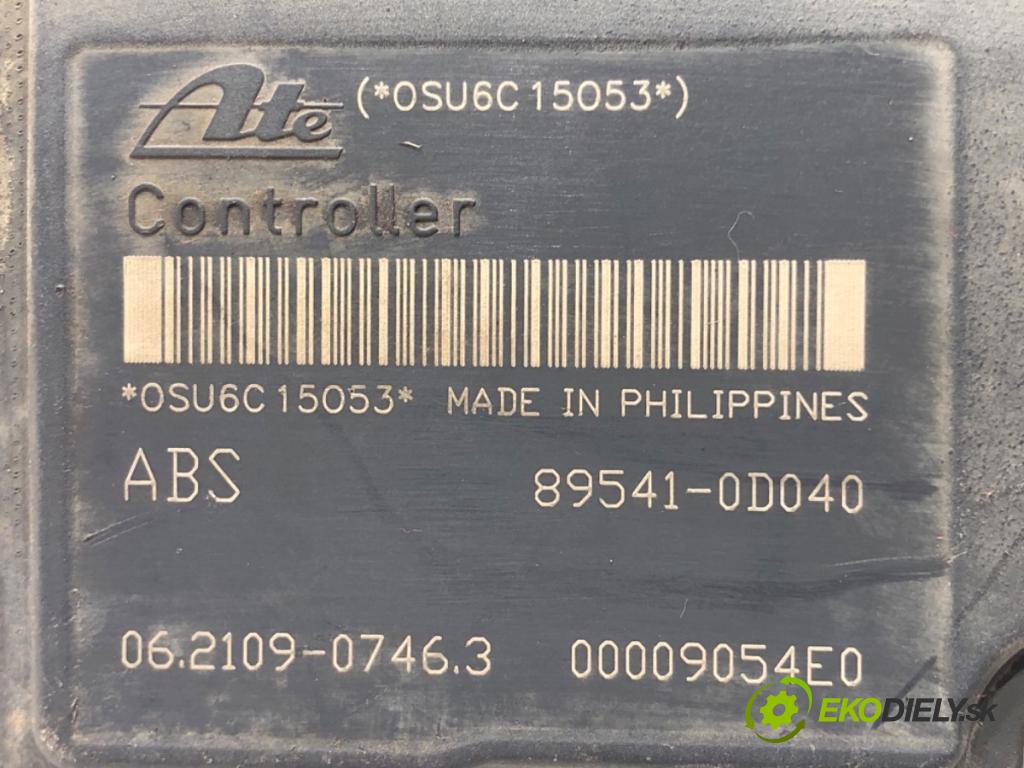 Ate (*OSU6C15053*)
Controller
*OSU6C15053* MADE IN PHILIPPINES
ABS 89541-0D040
06.2109-0746.3 00009054E0
EKODIELY.sk